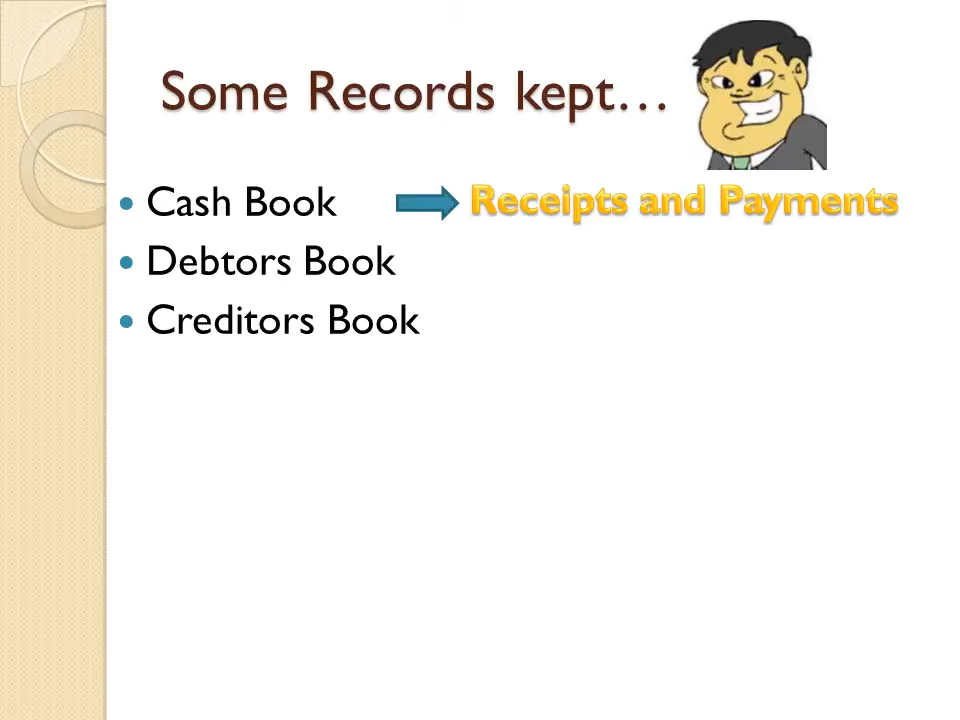 Some Records kept…
Cash Book Receipts and Payments
Debtors Book
Creditors Book